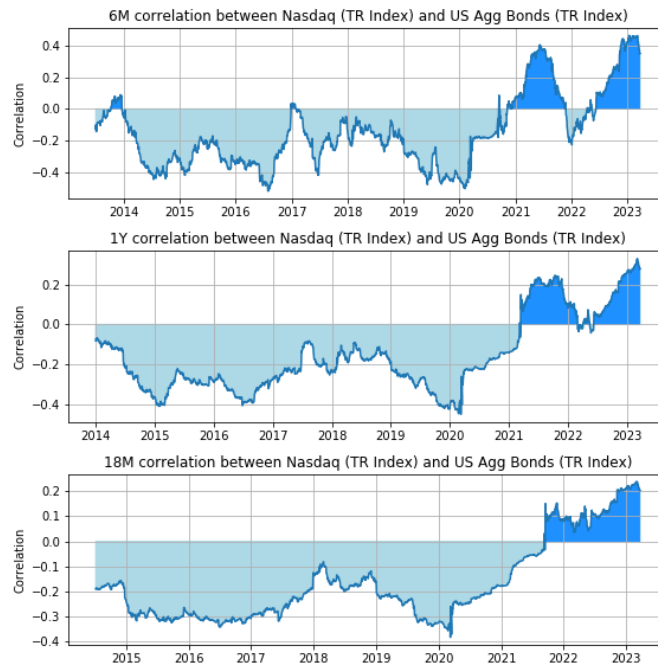 6M correlation between Nasdaq (TR Index) and US Agg Bonds (TR Index)
Correlation
0.4
0.2
0.0
−0.2
−0.4
2014 2015 2016 2017 2018 2019 2020 2021 2022 2023
1Y correlation between Nasdaq (TR Index) and US Agg Bonds (TR Index)
Correlation
0.2
0.0
−0.2
−0.4
2014 2015 2016 2017 2018 2019 2020 2021 2022 2023
18M correlation between Nasdaq (TR Index) and US Agg Bonds (TR Index)
Correlation
0.2
0.1
0.0
−0.1
−0.2
−0.3
−0.4
2015 2016 2017 2018 2019 2020 2021 2022 2023